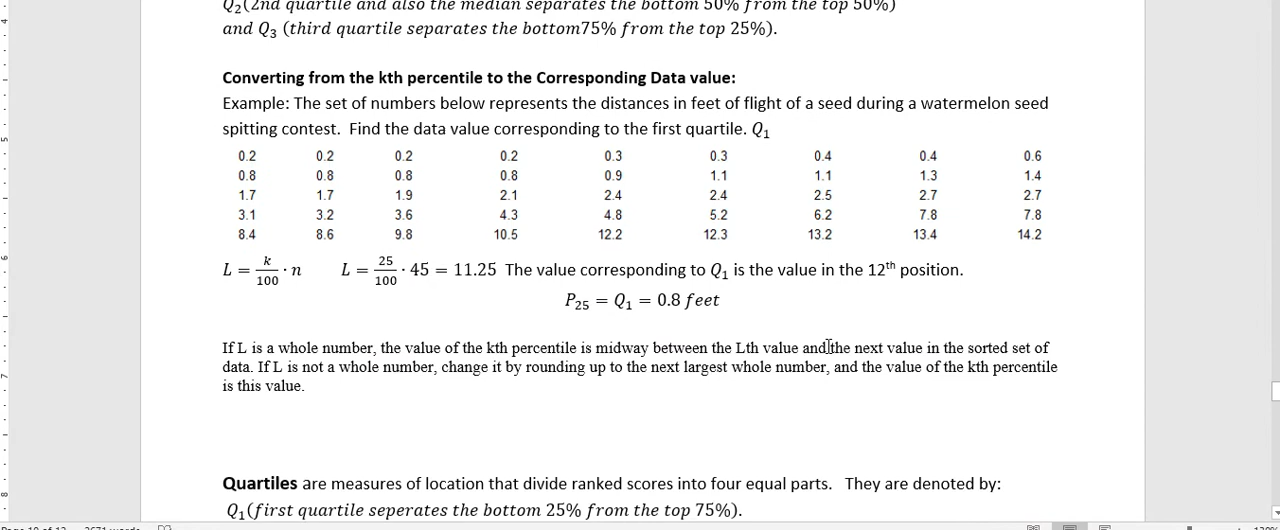 Q₂(2nd quartile and also the median separates the bottom 50% from the top 50%)
and Q₃ (third quartile separates the bottom75% from the top 25%).
Converting from the kth percentile to the Corresponding Data value:
Example: The set of numbers below represents the distances in feet of flight of a seed during a watermelon seed
spitting contest. Find the data value corresponding to the first quartile. Q₁
0.2 0.2 0.2 0.2 0.3 0.3 0.4 0.4 0.6
0.8 0.8 0.8 0.8 0.9 1.1 1.1 1.3 1.4
1.7 1.7 1.9 2.1 2.4 2.4 2.5 2.7 2.7
3.1 3.2 3.6 4.3 4.8 5.2 6.2 7.8 7.8
8.4 8.6 9.8 10.5 12.2 12.3 13.2 13.4 14.2
L = k/100 · n L = 25/100 · 45 = 11.25 The value corresponding to Q₁ is the value in the 12th position.
P₂₅ = Q₁ = 0.8 feet
If L is a whole number, the value of the kth percentile is midway between the Lth value and the next value in the sorted set of
data. If L is not a whole number, change it by rounding up to the next largest whole number, and the value of the kth percentile
is this value.
Quartiles are measures of location that divide ranked scores into four equal parts. They are denoted by:
Q₁(first quartile seperates the bottom 25% from the top 75%).